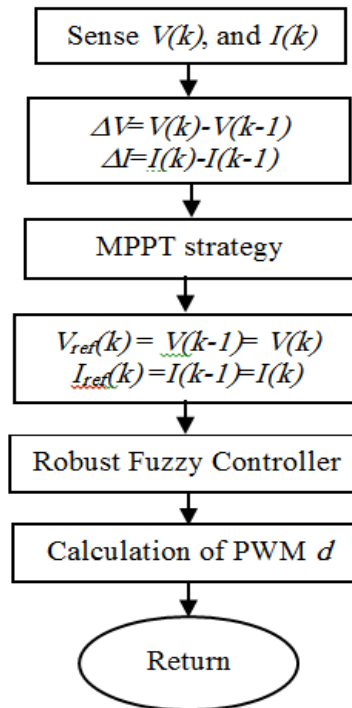 Sense V(k), and I(k)
ΔV=V(k)-V(k-1)
ΔI=I(k)-I(k-1)
MPPT strategy
Vref(k) = V(k-1)= V(k)
Iref(k) =I(k-1)=I(k)
Robust Fuzzy Controller
Calculation of PWM d
Return